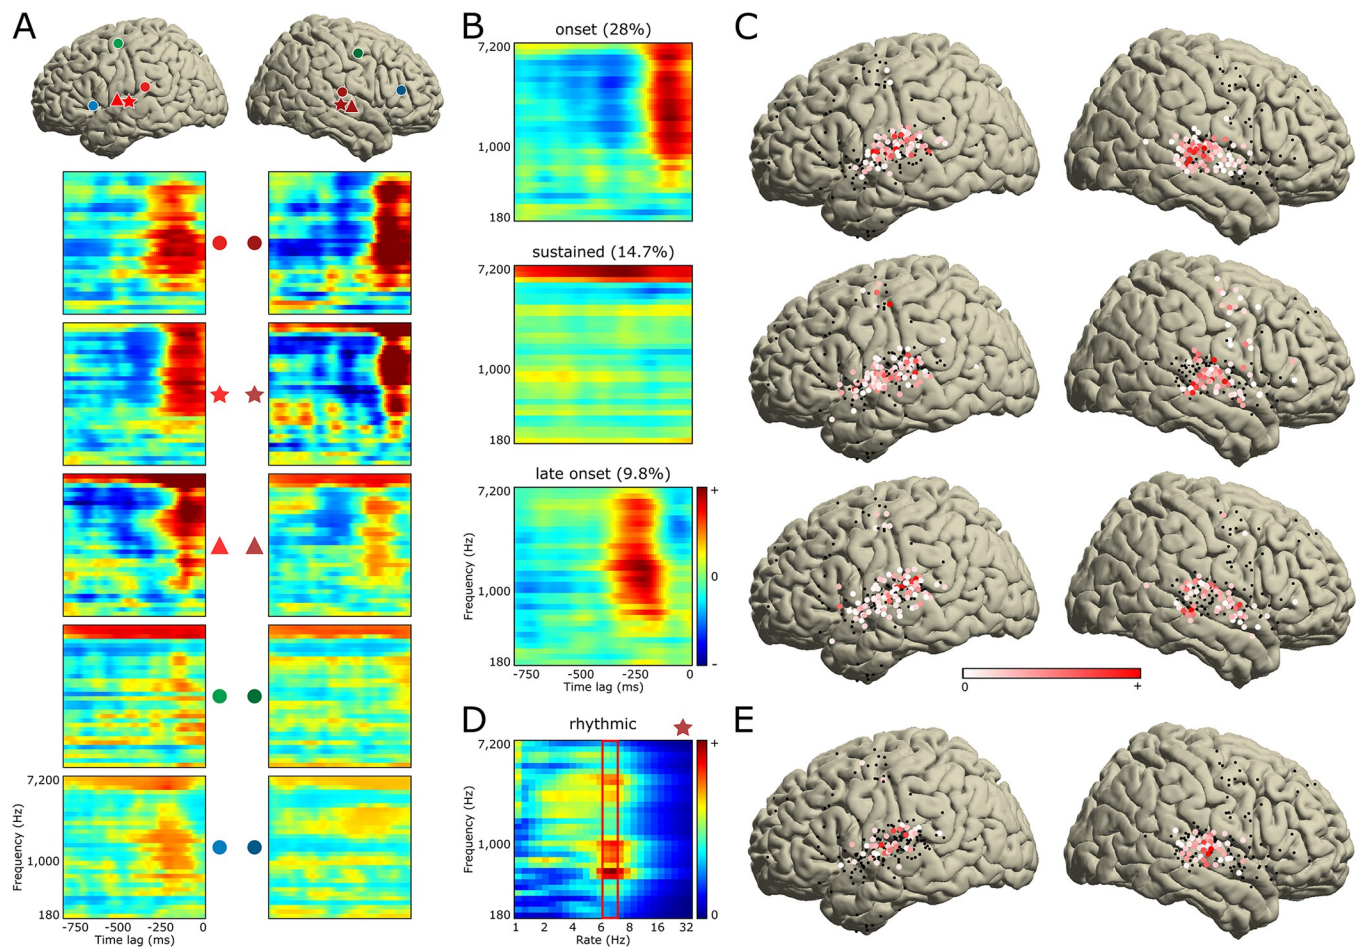 A
B
C
onset (28%)
7,200
1,000
180
sustained (14.7%)
7,200
1,000
180
late onset (9.8%)
7,200
1,000
180
Frequency (Hz)
+
0
-
-750
-500
-250
0
Time lag (ms)
7,200
1,000
180
Frequency (Hz)
-750
-500
-250
0
Time lag (ms)
0
+
D
rhythmic
7,200
1,000
180
Frequency (Hz)
+
0
1
2
4
6
8
16
32
Rate (Hz)
E